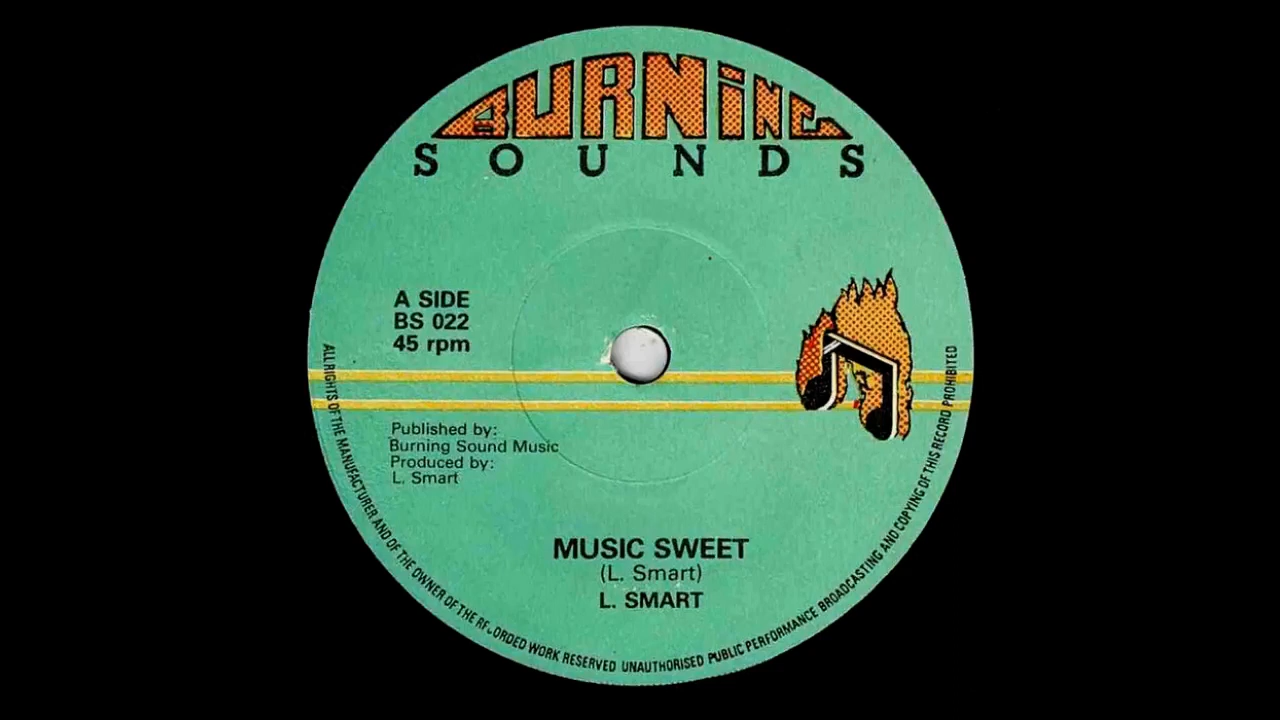 BURNiNG
SOUNDS
A SIDE
BS 022
45 rpm
Published by:
Burning Sound Music
Produced by:
L. Smart
MUSIC SWEET
(L. Smart)
L. SMART
ALL RIGHTS OF THE MANUFACTURER AND OF THE OWNER OF THE RECORDED WORK RESERVED UNAUTHORISED PUBLIC PERFORMANCE BROADCASTING AND COPYING OF THIS RECORD PROHIBITED